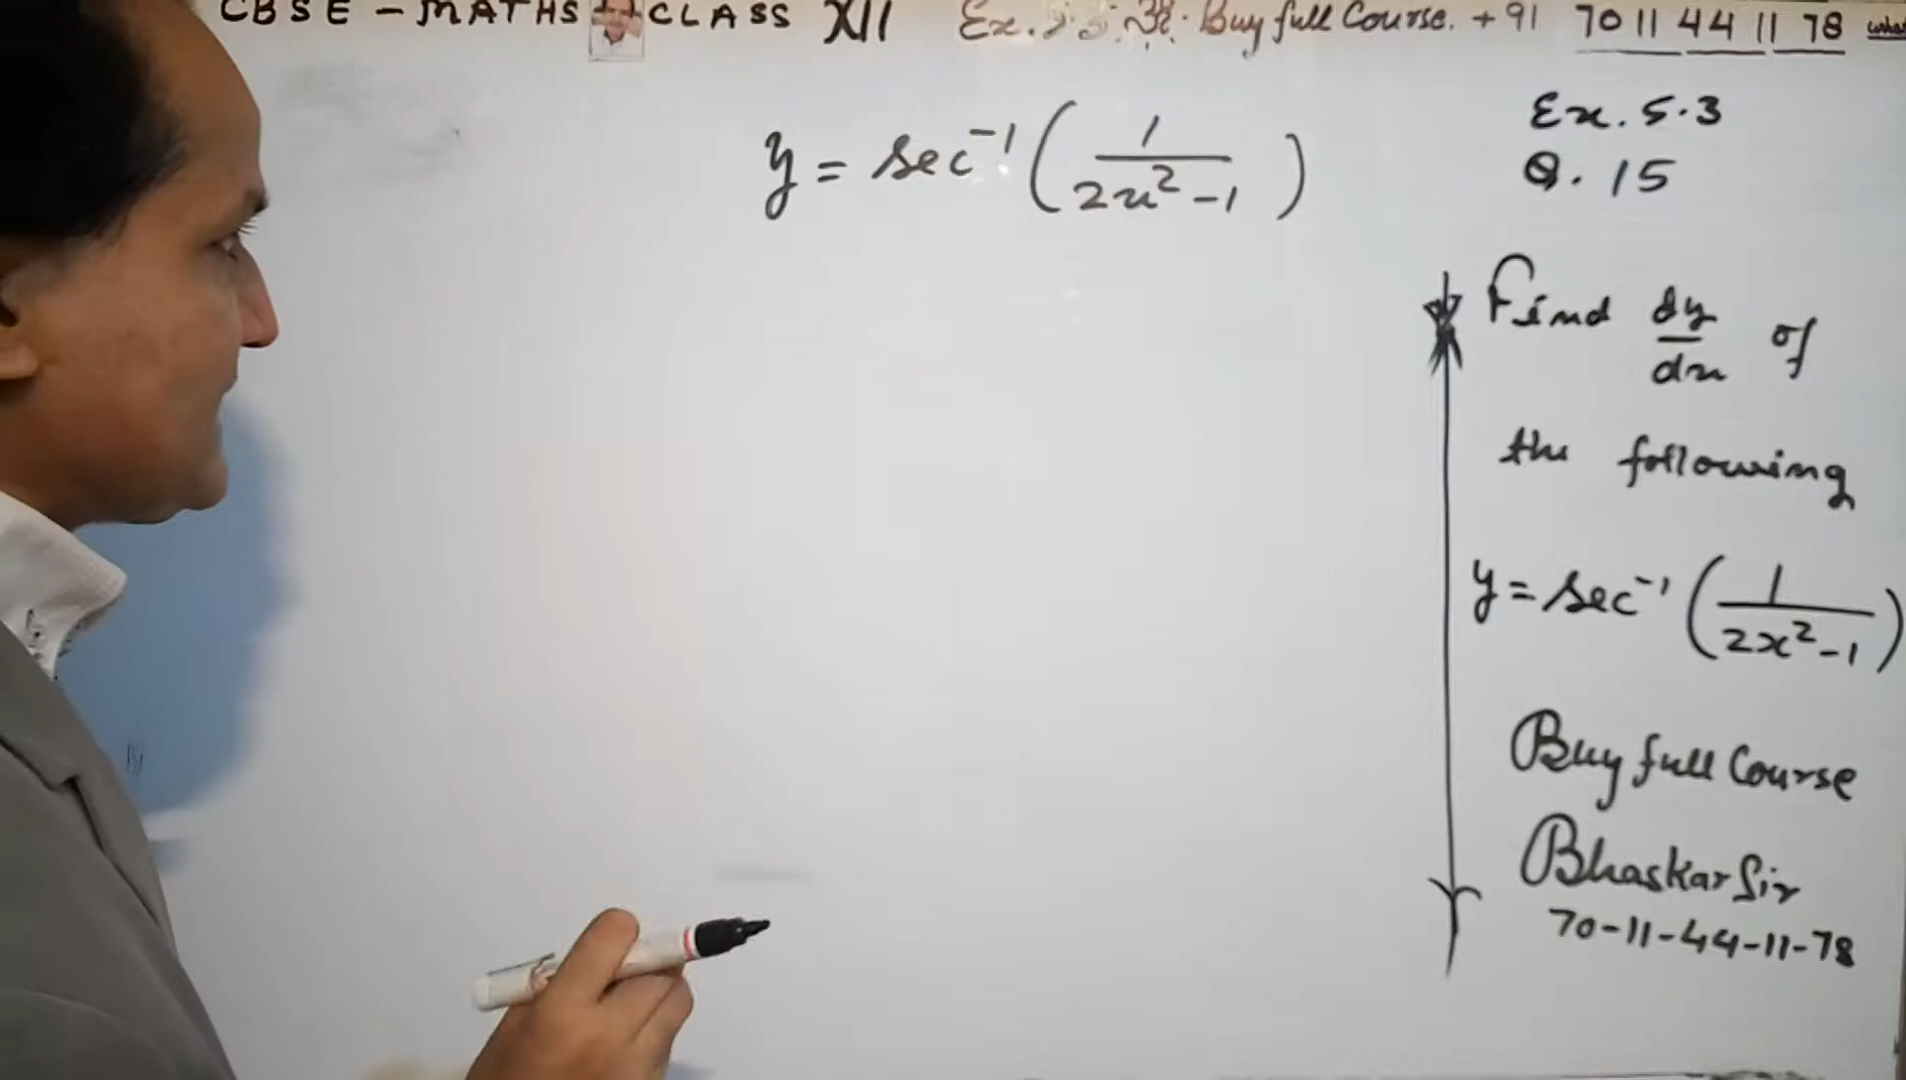 CBSE - MATHS CLASS XII Ex. Buy full Course. +91 70 11 44 11 78
y = sec⁻¹ ( 1 / 2x² - 1 )
Ex. 5.3
Q. 15
Find dy/dx of
the following
y = sec⁻¹ ( 1 / 2x² - 1 )
Buy full Course
Bhaskar Sir
70-11-44-11-78